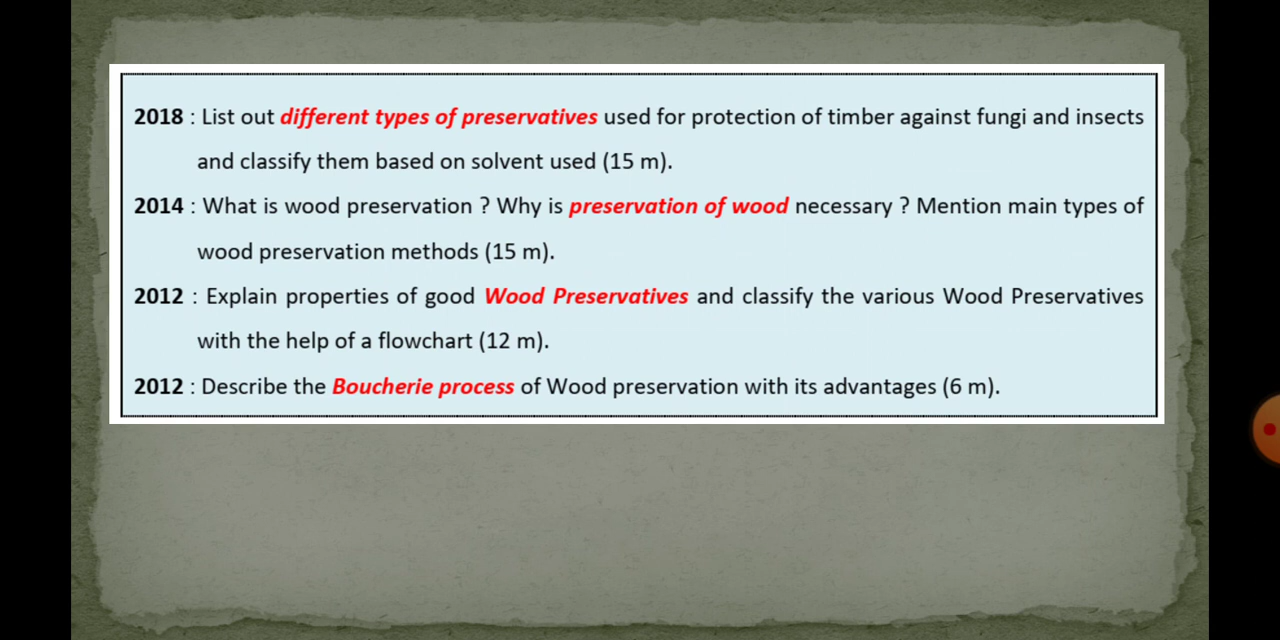 2018 : List out different types of preservatives used for protection of timber against fungi and insects
and classify them based on solvent used (15 m).
2014 : What is wood preservation ? Why is preservation of wood necessary ? Mention main types of
wood preservation methods (15 m).
2012 : Explain properties of good Wood Preservatives and classify the various Wood Preservatives
with the help of a flowchart (12 m).
2012 : Describe the Boucherie process of Wood preservation with its advantages (6 m).